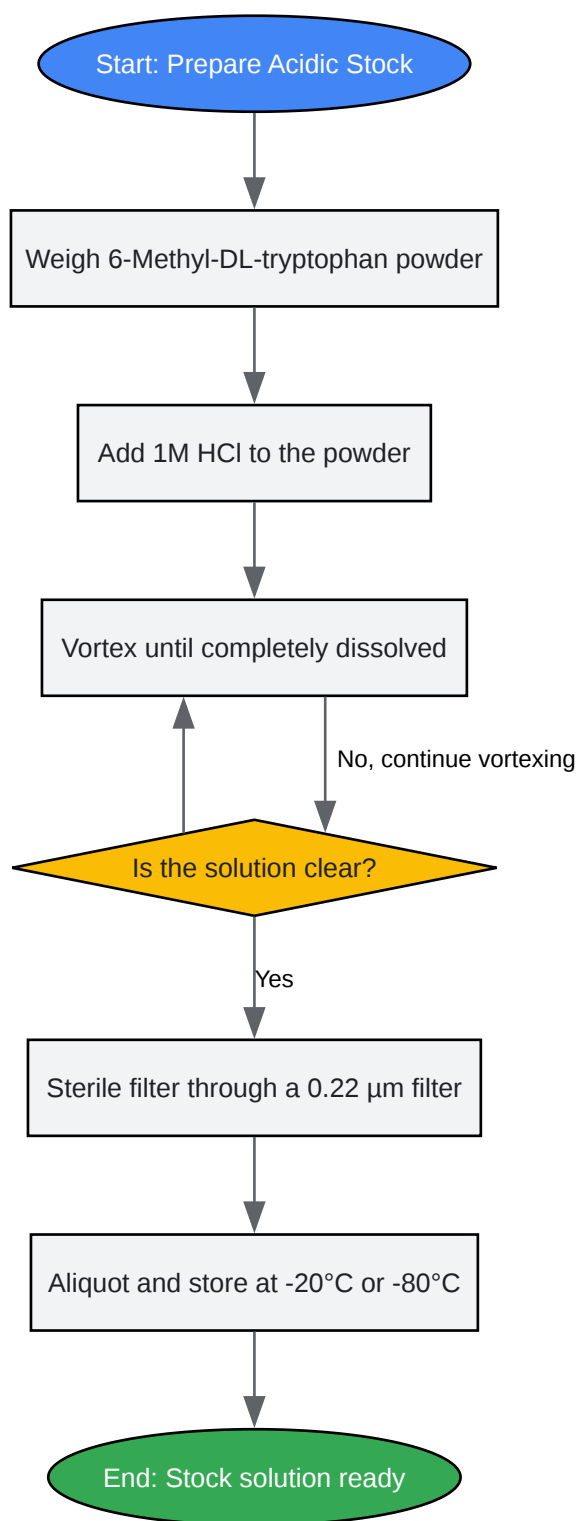 Start: Prepare Acidic Stock
Weigh 6-Methyl-DL-tryptophan powder
Add 1M HCl to the powder
Vortex until completely dissolved
No, continue vortexing
Is the solution clear?
Yes
Sterile filter through a 0.22 µm filter
Aliquot and store at -20°C or -80°C
End: Stock solution ready